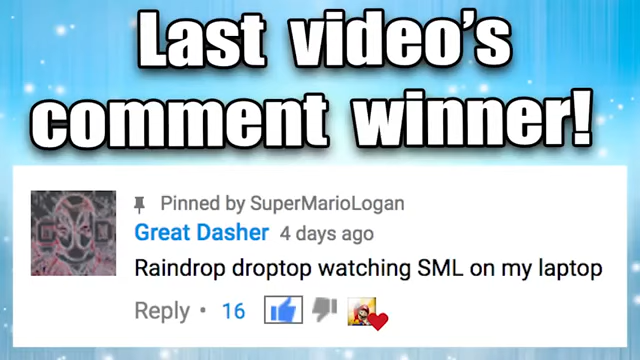 Last video's
comment winner!
Pinned by SuperMarioLogan
Great Dasher 4 days ago
Raindrop droptop watching SML on my laptop
Reply • 16